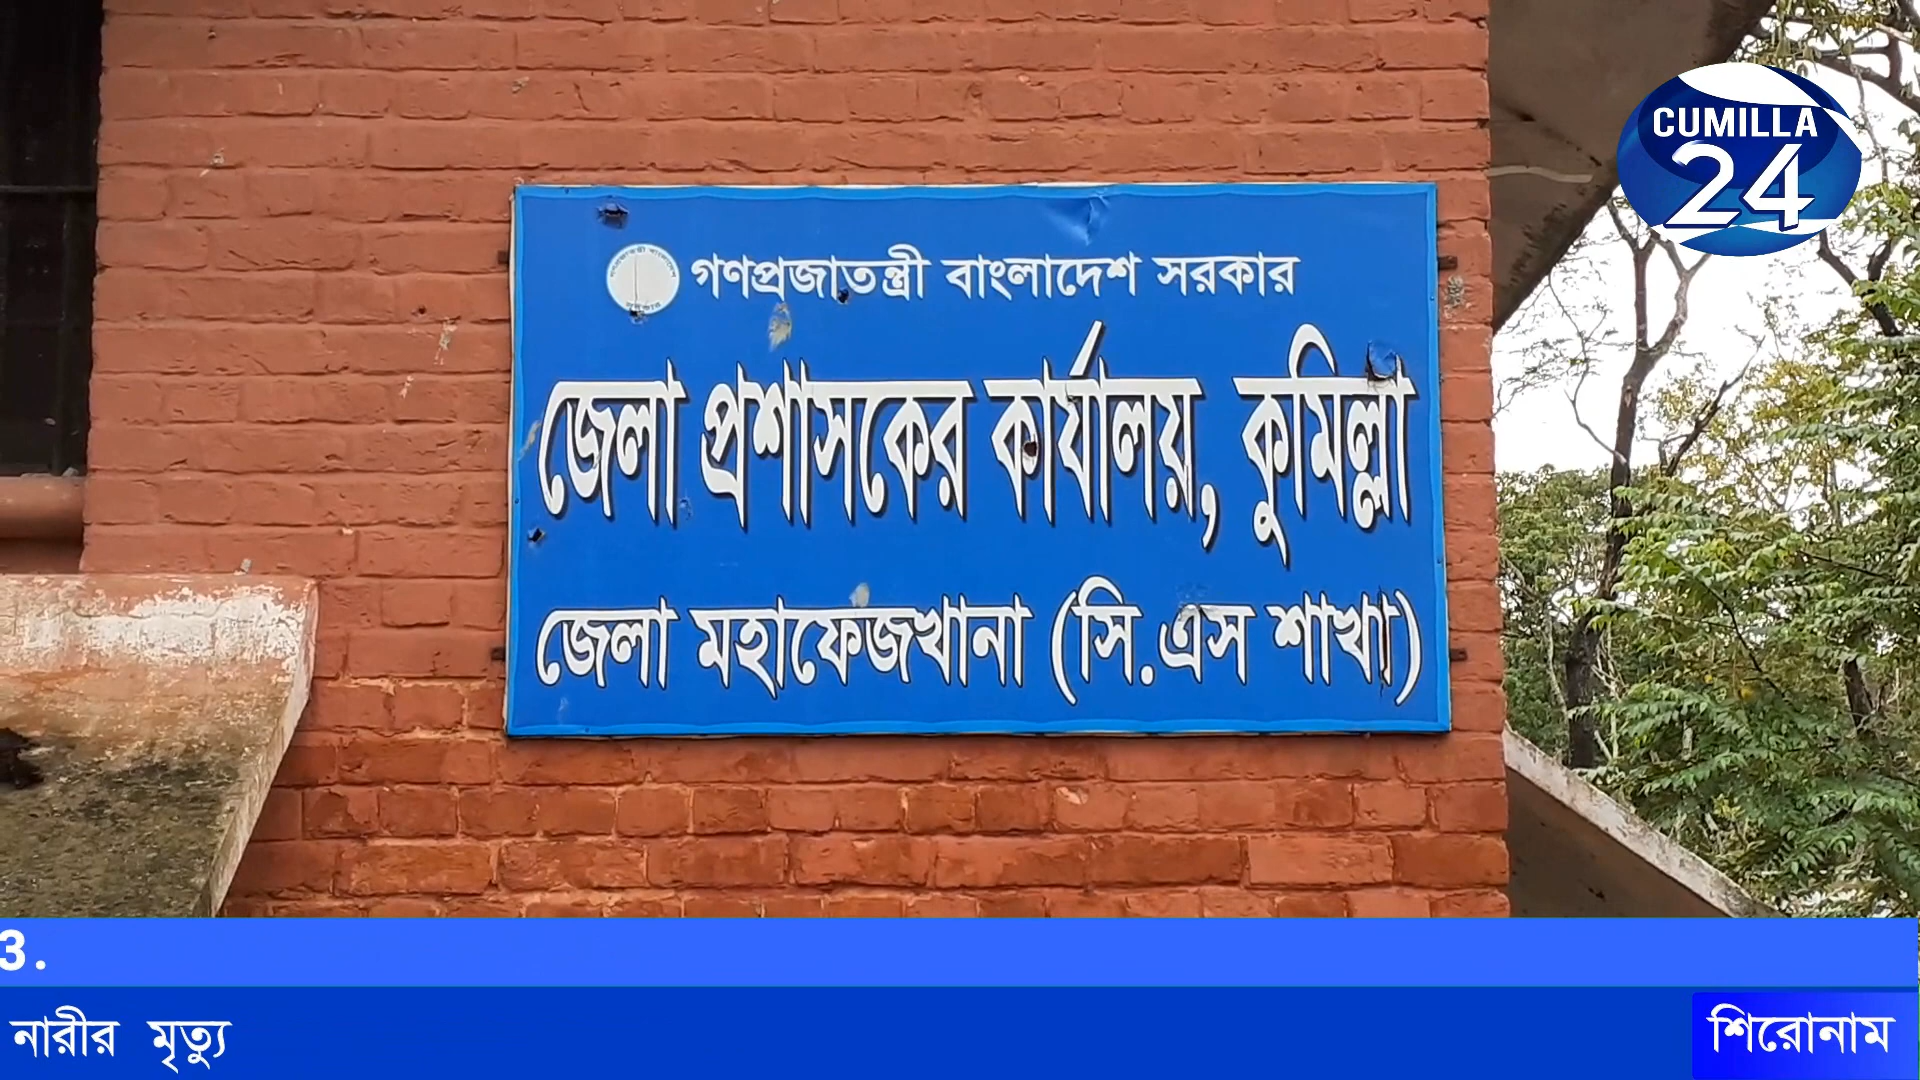 CUMILLA
24
গণপ্রজাতন্ত্রী বাংলাদেশ সরকার
জেলা প্রশাসকের কার্যালয়, কুমিল্লা
জেলা মহাফেজখানা (সি.এস শাখা)
3.
নারীর মৃত্যু
শিরোনাম